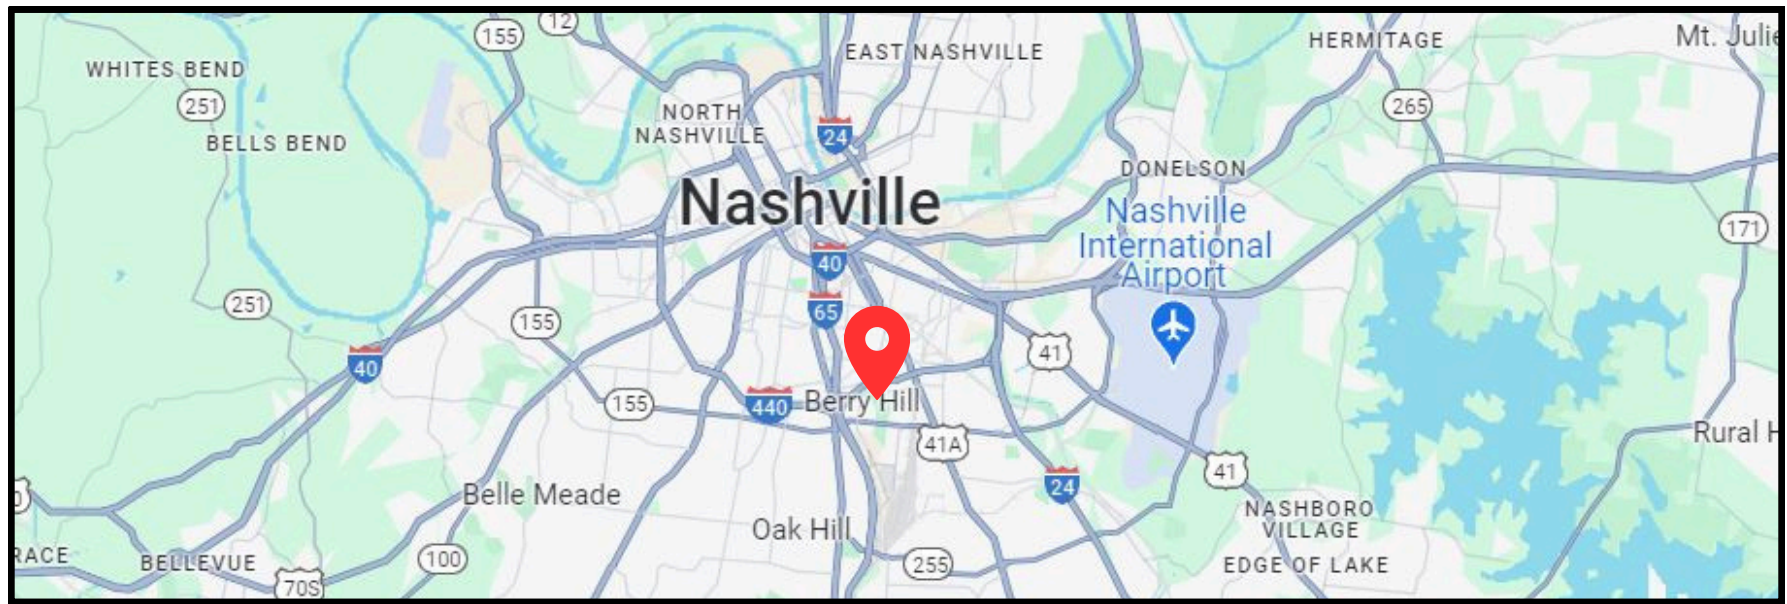 155
12
EAST NASHVILLE
HERMITAGE
Mt. Julie
WHITES BEND
251
NORTH
NASHVILLE
24
265
BELLS BEND
DONELSON
Nashville
Nashville
International
Airport
171
40
251
65
155
41
40
155
440
Berry Hill
41A
Rural H
24
41
Belle Meade
NASHBORO
VILLAGE
Oak Hill
RACE
BELLEVUE
100
255
EDGE OF LAKE
70S